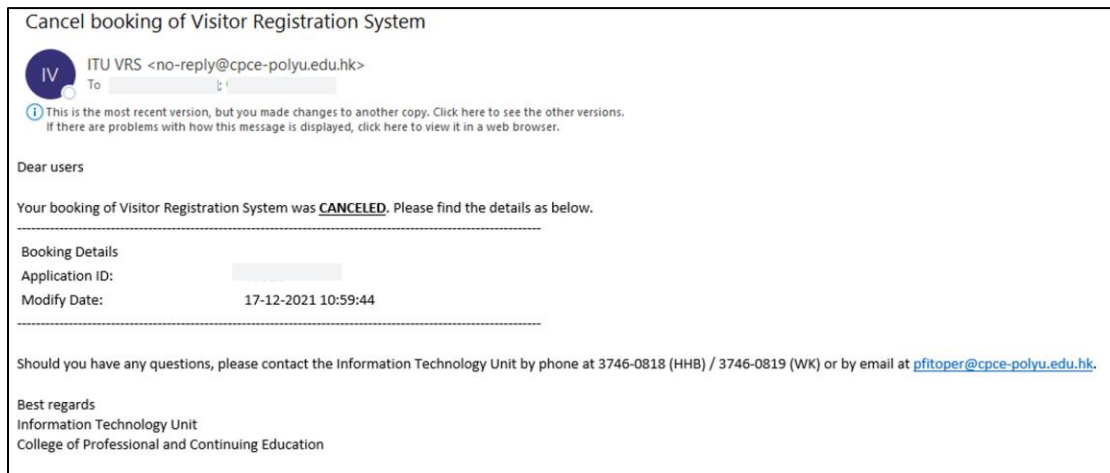 Cancel booking of Visitor Registration System
IV
ITU VRS <no-reply@cpce-polyu.edu.hk>
To
This is the most recent version, but you made changes to another copy. Click here to see the other versions.
If there are problems with how this message is displayed, click here to view it in a web browser.
Dear users
Your booking of Visitor Registration System was CANCELED. Please find the details as below.
Booking Details
Application ID:
Modify Date: 17-12-2021 10:59:44
Should you have any questions, please contact the Information Technology Unit by phone at 3746-0818 (HHB) / 3746-0819 (WK) or by email at pfitoper@cpce-polyu.edu.hk.
Best regards
Information Technology Unit
College of Professional and Continuing Education